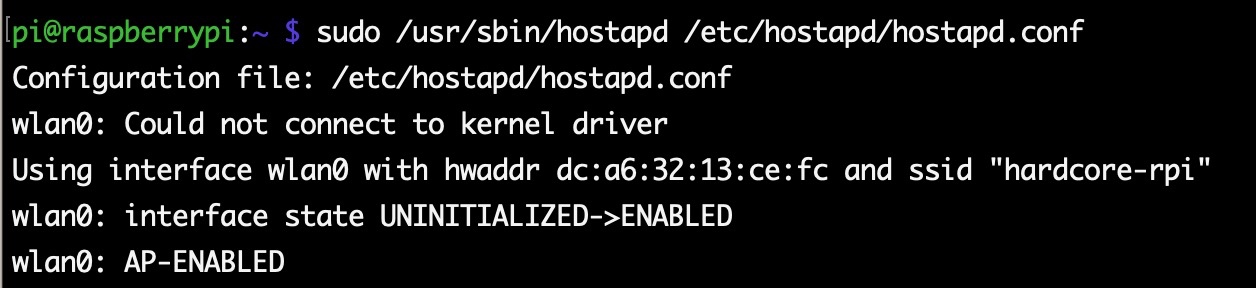 pi@raspberrypi:~ $ sudo /usr/sbin/hostapd /etc/hostapd/hostapd.conf
Configuration file: /etc/hostapd/hostapd.conf
wlan0: Could not connect to kernel driver
Using interface wlan0 with hwaddr dc:a6:32:13:ce:fc and ssid "hardcore-rpi"
wlan0: interface state UNINITIALIZED->ENABLED
wlan0: AP-ENABLED